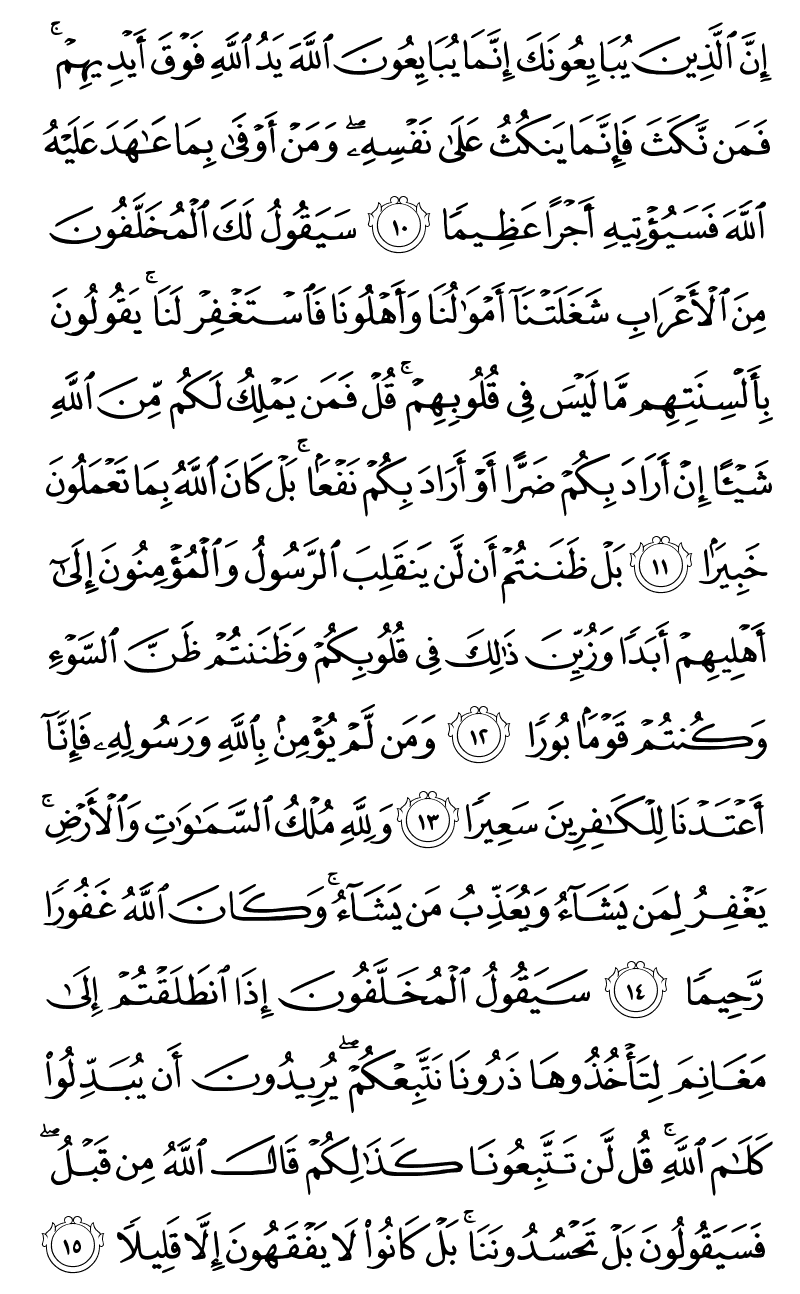 إِنَّ ٱلَّذِينَ يُبَايِعُونَكَ إِنَّمَا يُبَايِعُونَ ٱللَّهَ يَدُ ٱللَّهِ فَوۡقَ أَيۡدِيهِمۡۚ
فَمَن نَّكَثَ فَإِنَّمَا يَنكُثُ عَلَىٰ نَفۡسِهِۦۖ وَمَنۡ أَوۡفَىٰ بِمَا عَٰهَدَ عَلَيۡهُ
ٱللَّهَ فَسَيُؤۡتِيهِ أَجۡرًا عَظِيمٗا ١٠ سَيَقُولُ لَكَ ٱلۡمُخَلَّفُونَ
مِنَ ٱلۡأَعۡرَابِ شَغَلَتۡنَآ أَمۡوَٰلُنَا وَأَهۡلُونَا فَٱسۡتَغۡفِرۡ لَنَاۚ يَقُولُونَ
بِأَلۡسِنَتِهِم مَّا لَيۡسَ فِي قُلُوبِهِمۡۚ قُلۡ فَمَن يَمۡلِكُ لَكُم مِّنَ ٱللَّهِ
شَيۡـًٔا إِنۡ أَرَادَ بِكُمۡ ضَرًّا أَوۡ أَرَادَ بِكُمۡ نَفۡعَۢاۚ بَلۡ كَانَ ٱللَّهُ بِمَا تَعۡمَلُونَ
خَبِيرَۢا ١١ بَلۡ ظَنَنتُمۡ أَن لَّن يَنقَلِبَ ٱلرَّسُولُ وَٱلۡمُؤۡمِنُونَ إِلَىٰٓ
أَهۡلِيهِمۡ أَبَدٗا وَزُيِّنَ ذَٰلِكَ فِي قُلُوبِكُمۡ وَظَنَنتُمۡ ظَنَّ ٱلسَّوۡءِ
وَكُنتُمۡ قَوۡمَۢا بُورٗا ١٢ وَمَن لَّمۡ يُؤۡمِنۢ بِٱللَّهِ وَرَسُولِهِۦ فَإِنَّآ
أَعۡتَدۡنَا لِلۡكَٰفِرِينَ سَعِيرٗا ١٣ وَلِلَّهِ مُلۡكُ ٱلسَّمَٰوَٰتِ وَٱلۡأَرۡضِۚ
يَغۡفِرُ لِمَن يَشَآءُ وَيُعَذِّبُ مَن يَشَآءُۚ وَكَانَ ٱللَّهُ غَفُورٗا
رَّحِيمٗا ١٤ سَيَقُولُ ٱلۡمُخَلَّفُونَ إِذَا ٱنطَلَقۡتُمۡ إِلَىٰ
مَغَانِمَ لِتَأۡخُذُوهَا ذَرُونَا نَتَّبِعۡكُمۡۖ يُرِيدُونَ أَن يُبَدِّلُواْ
كَلَٰمَ ٱللَّهِۚ قُل لَّن تَتَّبِعُونَا كَذَٰلِكُمۡ قَالَ ٱللَّهُ مِن قَبۡلُۖ
فَسَيَقُولُونَ بَلۡ تَحۡسُدُونَنَاۚ بَلۡ كَانُواْ لَا يَفۡقَهُونَ إِلَّا قَلِيلٗا ١٥